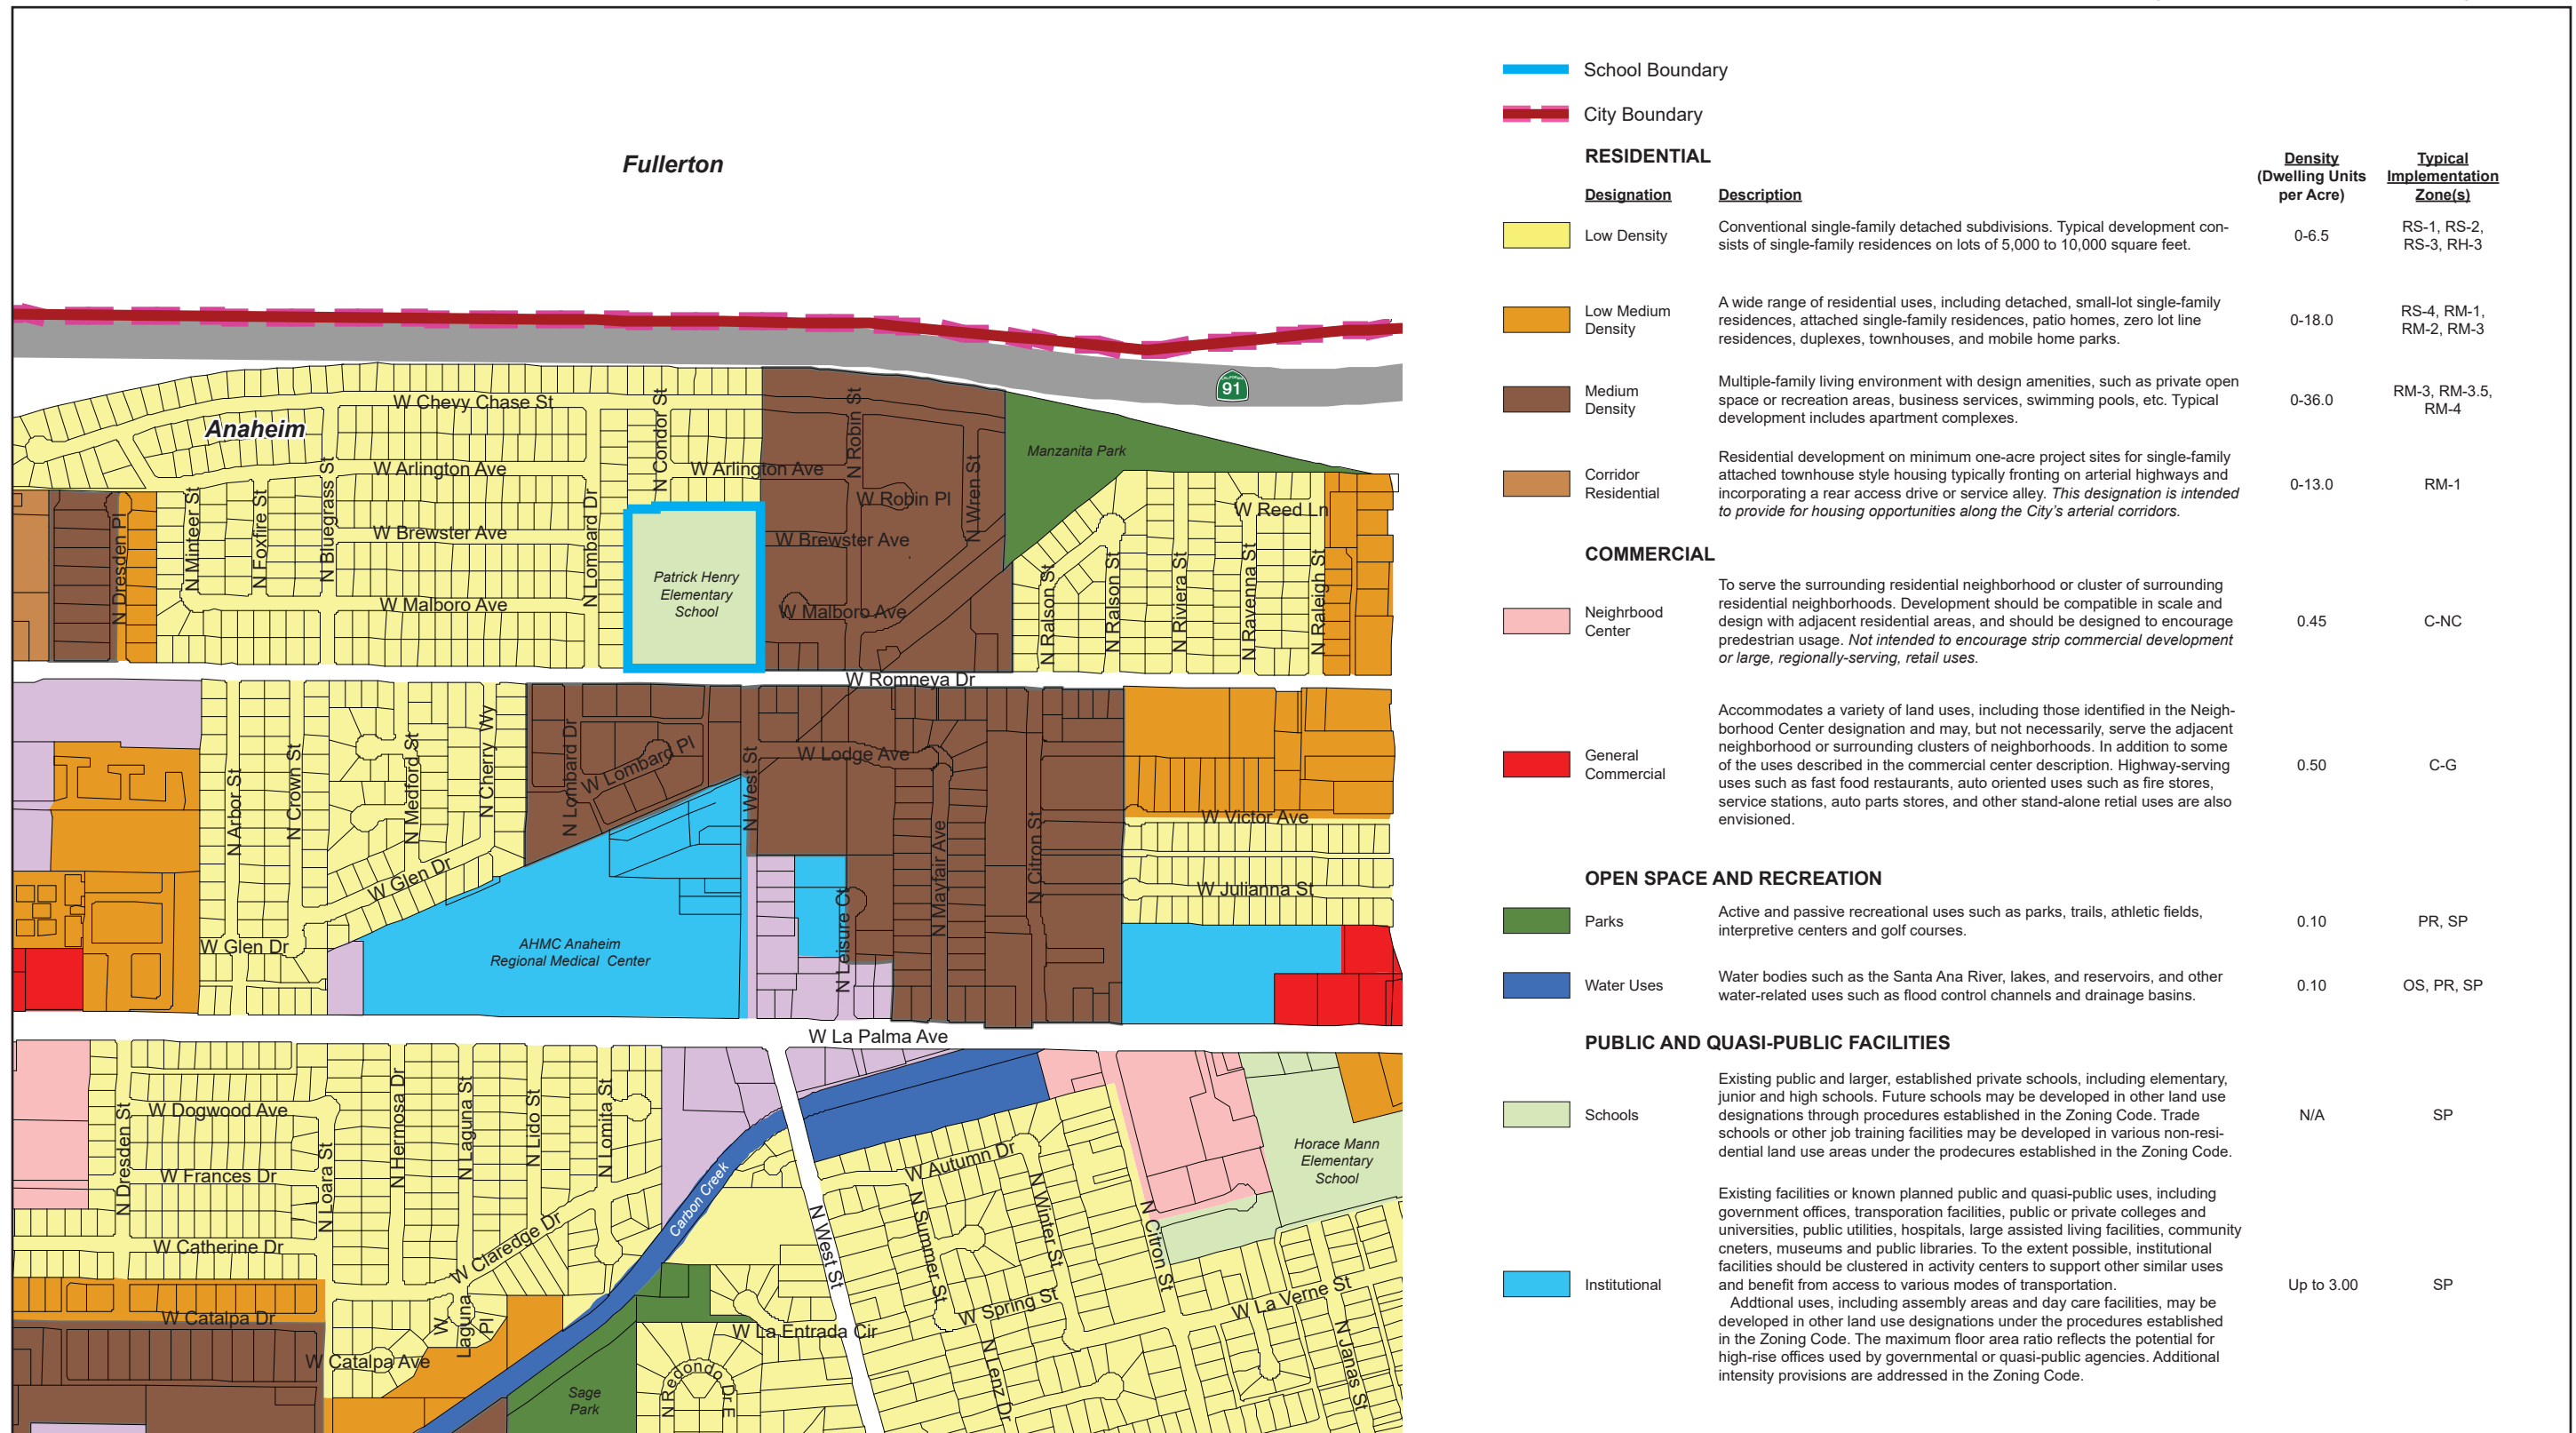 School Boundary
City Boundary
RESIDENTIAL
Designation
Description
Density
(Dwelling Units
per Acre)
Typical
Implementation
Zone(s)
Low Density
Conventional single-family detached subdivisions. Typical development con-
sists of single-family residences on lots of 5,000 to 10,000 square feet.
0-6.5
RS-1, RS-2,
RS-3, RH-3
Low Medium
Density
A wide range of residential uses, including detached, small-lot single-family
residences, attached single-family residences, patio homes, zero lot line
residences, duplexes, townhouses, and mobile home parks.
0-18.0
RS-4, RM-1,
RM-2, RM-3
Medium
Density
Multiple-family living environment with design amenities, such as private open
space or recreation areas, business services, swimming pools, etc. Typical
development includes apartment complexes.
0-36.0
RM-3, RM-3.5,
RM-4
Corridor
Residential
Residential development on minimum one-acre project sites for single-family
attached townhouse style housing typically fronting on arterial highways and
incorporating a rear access drive or service alley. This designation is intended
to provide for housing opportunities along the City's arterial corridors.
0-13.0
RM-1
COMMERCIAL
Neighrbood
Center
To serve the surrounding residential neighborhood or cluster of surrounding
residential neighborhoods. Development should be compatible in scale and
design with adjacent residential areas, and should be designed to encourage
predestrian usage. Not intended to encourage strip commercial development
or large, regionally-serving, retail uses.
0.45
C-NC
General
Commercial
Accommodates a variety of land uses, including those identified in the Neigh-
borhood Center designation and may, but not necessarily, serve the adjacent
neighborhood or surrounding clusters of neighborhoods. In addition to some
of the uses described in the commercial center description. Highway-serving
uses such as fast food restaurants, auto oriented uses such as fire stores,
service stations, auto parts stores, and other stand-alone retial uses are also
envisioned.
0.50
C-G
OPEN SPACE AND RECREATION
Parks
Active and passive recreational uses such as parks, trails, athletic fields,
interpretive centers and golf courses.
0.10
PR, SP
Water Uses
Water bodies such as the Santa Ana River, lakes, and reservoirs, and other
water-related uses such as flood control channels and drainage basins.
0.10
OS, PR, SP
PUBLIC AND QUASI-PUBLIC FACILITIES
Schools
Existing public and larger, established private schools, including elementary,
junior and high schools. Future schools may be developed in other land use
designations through procedures established in the Zoning Code. Trade
schools or other job training facilities may be developed in various non-resi-
dential land use areas under the prodecures established in the Zoning Code.
N/A
SP
Institutional
Existing facilities or known planned public and quasi-public uses, including
government offices, transporation facilities, public or private colleges and
universities, public utilities, hospitals, large assisted living facilities, community
cneters, museums and public libraries. To the extent possible, institutional
facilities should be clustered in activity centers to support other similar uses
and benefit from access to various modes of transportation.
Addtional uses, including assembly areas and day care facilities, may be
developed in other land use designations under the procedures established
in the Zoning Code. The maximum floor area ratio reflects the potential for
high-rise offices used by governmental or quasi-public agencies. Additional
intensity provisions are addressed in the Zoning Code.
Up to 3.00
SP
Fullerton
91
W Chevy Chase St
Anaheim
N Condor St
N Robin St
Manzanita Park
W Arlington Ave
W Arlington Ave
N Wren St
W Robin Pl
W Reed Ln
N Dresden Pl
N Minteer St
N Foxfire St
N Bluegrass St
W Brewster Ave
N Lombard Dr
W Brewster Ave
Patrick Henry
Elementary
School
W Malboro Ave
W Malboro Ave
N Ralson St
N Ralson St
N Riviera St
N Ravenna St
N Raleigh St
W Romneya Dr
N Arbor St
N Crown St
N Medford St
N Cherry Wy
N Lombard Dr
W Lombard Pl
N West St
W Lodge Ave
N Mayfair Ave
N Citron St
W Victor Ave
W Glen Dr
W Julianna St
N Leisure Ct
W Glen Dr
AHMC Anaheim
Regional Medical Center
W La Palma Ave
N Dresden St
W Dogwood Ave
N Loara St
N Hermosa Dr
N Laguna St
N Lido St
N Lomita St
W Frances Dr
Carbon Creek
W Autumn Dr
Horace Mann
Elementary
School
N West St
N Summer St
N Winter St
N Citron St
W Catherine Dr
W Claredge Dr
W Catalpa Dr
W
Laguna
Pl
W La Entrada Cir
W Spring St
W La Verne St
W Catalpa Ave
N Redondo Dr E
N Lenz Dr
N Janas St
Sage
Park